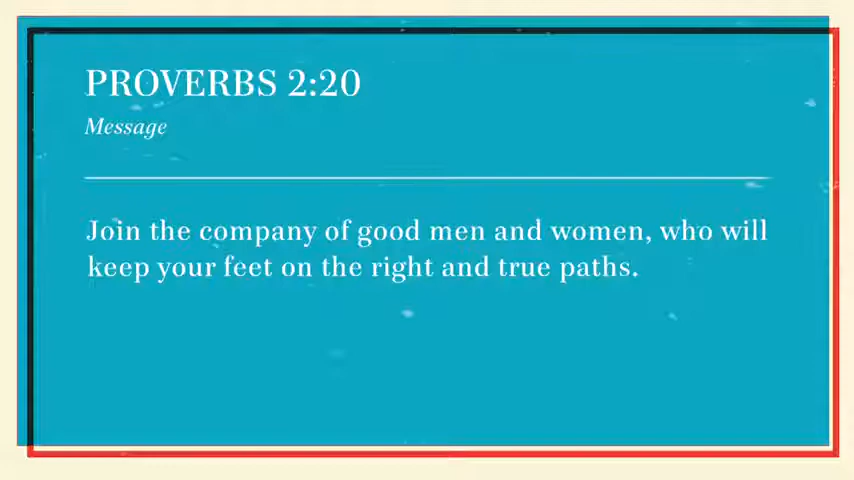 PROVERBS 2:20
Message
Join the company of good men and women, who will
keep your feet on the right and true paths.